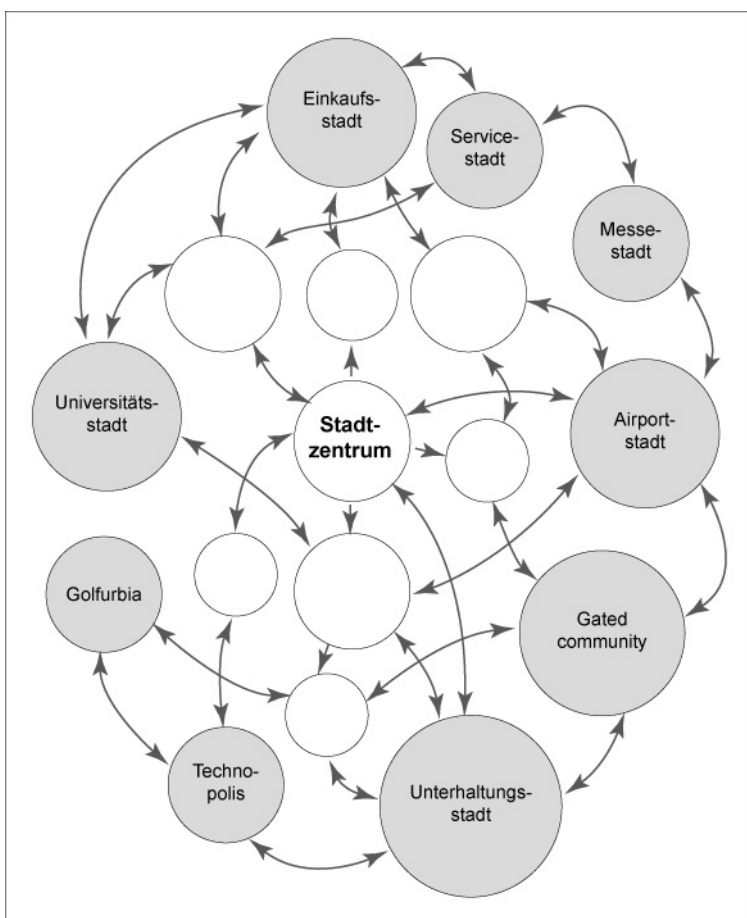 Einkaufs-
stadt
Service-
stadt
Messe-
stadt
Universitäts-
stadt
Stadt-
zentrum
Airport-
stadt
Golfurbia
Gated
community
Techno-
polis
Unterhaltungs-
stadt